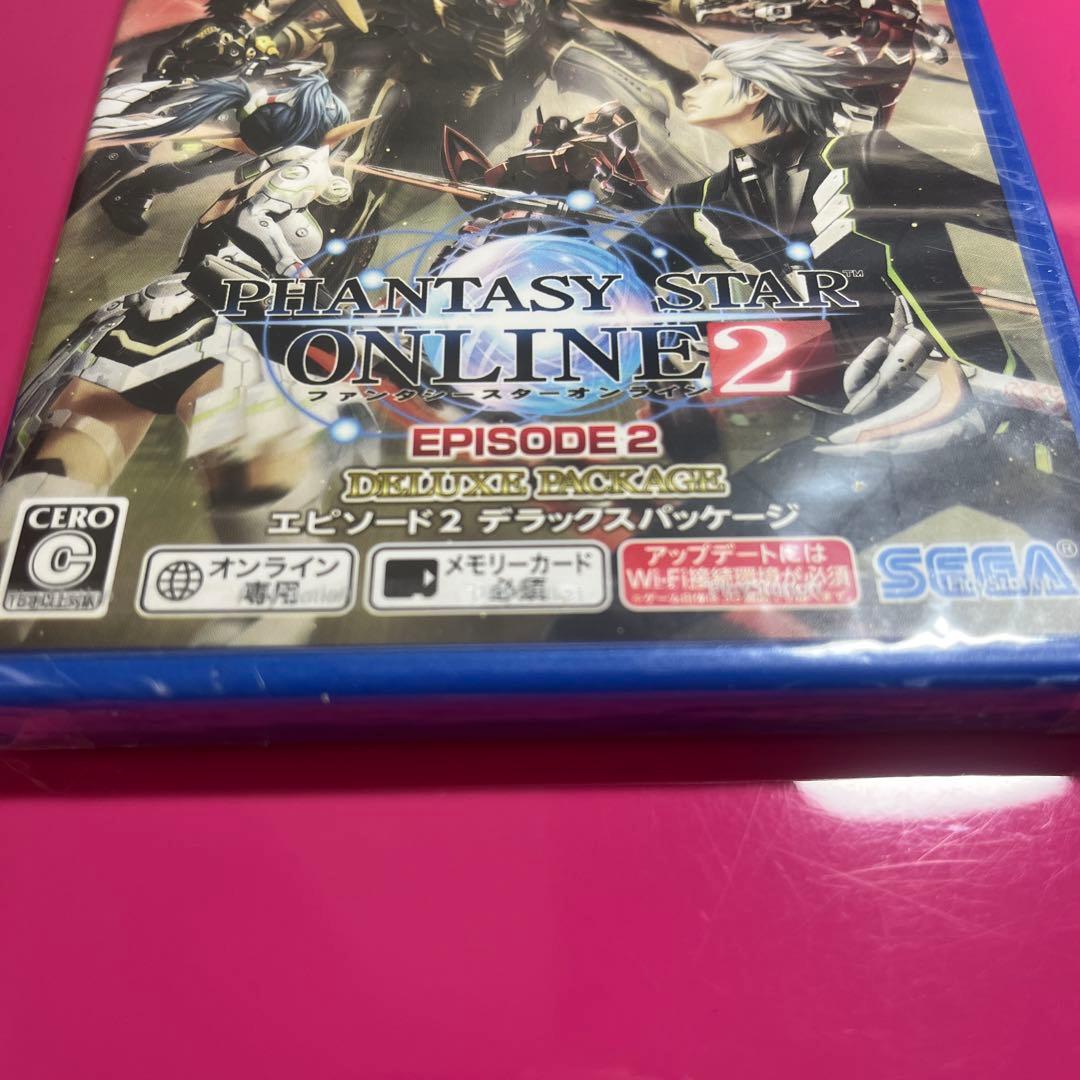 PHANTASY STAR™
ONLINE 2
ファンタシースターオンライン
EPISODE 2
DELUXE PACKAGE
エピソード2 デラックスパッケージ
CERO
C
オンライン
専用
メモリーカード
必須
アップデートには
Wi-Fi接続環境が必須
SEGA®